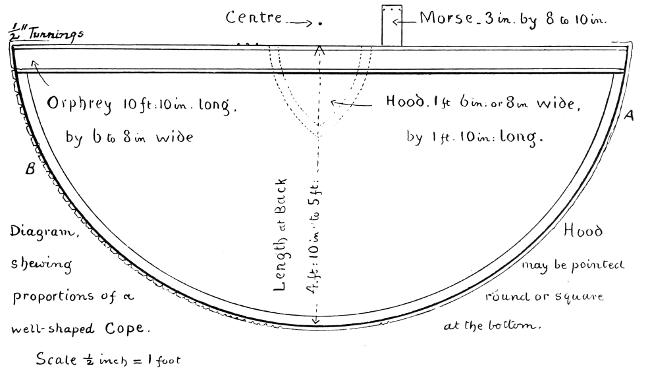 Centre
Morse. 3 in. by 8 to 10 in.
½" Turnings
Orphrey 10 ft: 10 in. long,
by 6 to 8 in wide
Hood. 1 ft 6 in. or 8 in wide,
by 1 ft. 10 in: long.
A
B
Length at Back
4 ft: 10 in. to 5 ft:
Diagram,
shewing
proportions of a
well-shaped Cope.
Scale ½ inch = 1 foot
Hood
may be pointed
round or square
at the bottom.